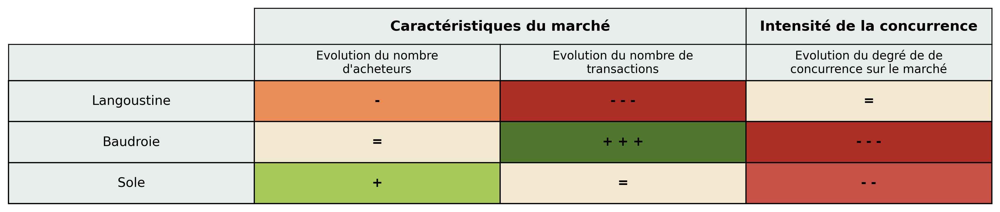 Caractéristiques du marché
Intensité de la concurrence
Evolution du nombre
d'acheteurs
Evolution du nombre de
transactions
Evolution du degré de de
concurrence sur le marché
Langoustine
-
- - -
=
Baudroie
=
+ + +
- - -
Sole
+
=
- -